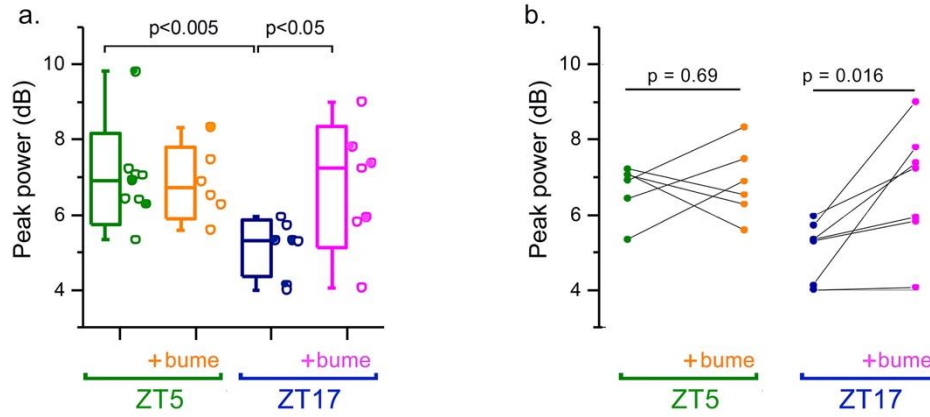 a.
p<0.005
p<0.05
Peak power (dB)
10
8
6
4
+bume
+bume
ZT5
ZT17
b.
p = 0.69
p = 0.016
Peak power (dB)
10
8
6
4
+bume
+bume
ZT5
ZT17